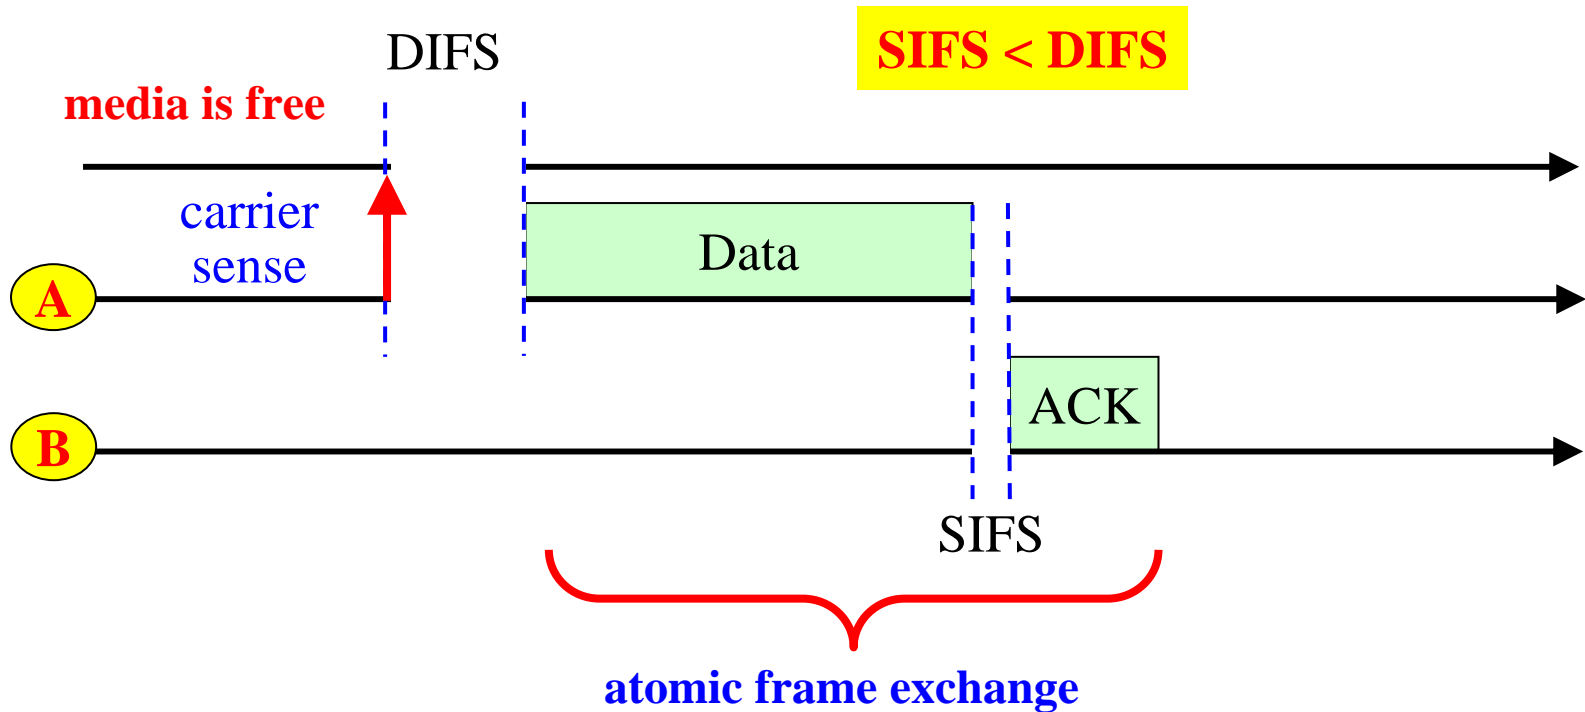 DIFS
SIFS < DIFS
media is free
carrier
sense
Data
A
ACK
B
SIFS
atomic frame exchange